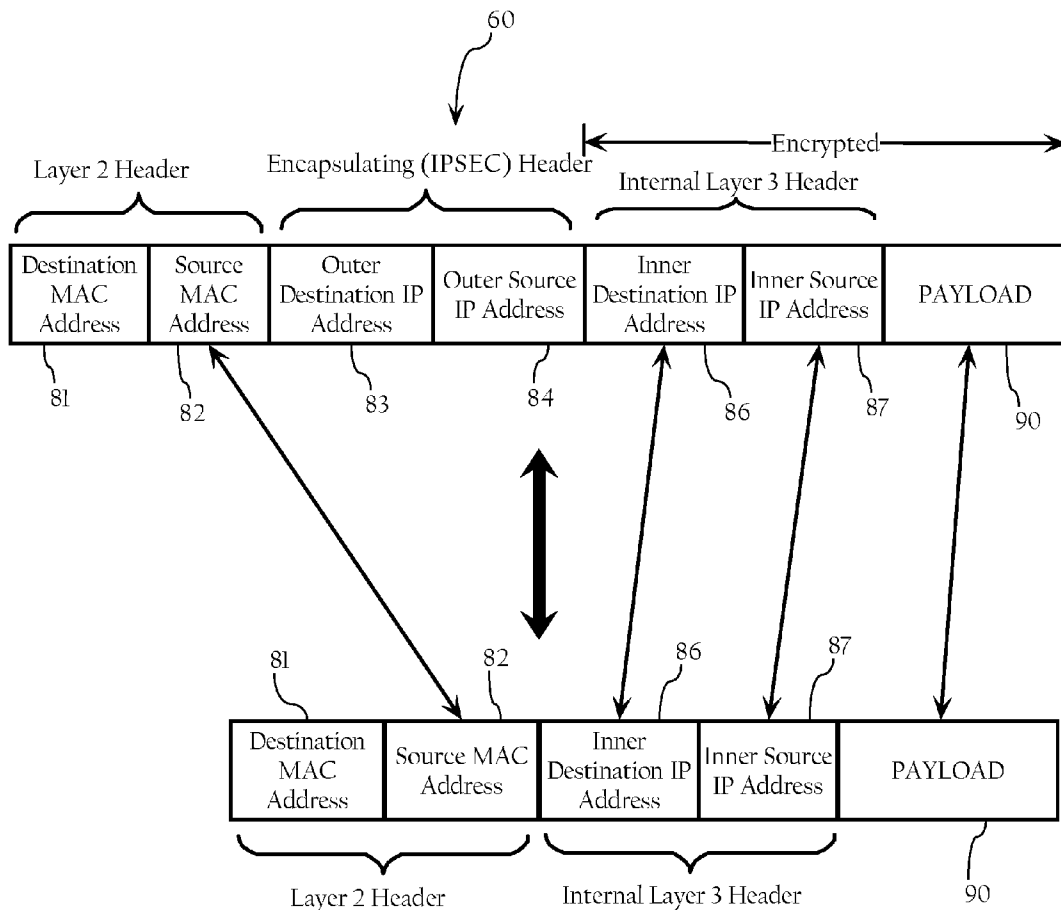 60
Encrypted
Layer 2 Header
Encapsulating (IPSEC) Header
Internal Layer 3 Header
Destination
MAC
Address
Source
MAC
Address
Outer
Destination IP
Address
Outer Source
IP Address
Inner
Destination IP
Address
Inner Source
IP Address
PAYLOAD
81
82
83
84
86
87
90
81
82
86
87
Destination
MAC
Address
Source MAC
Address
Inner
Destination IP
Address
Inner Source
IP Address
PAYLOAD
Layer 2 Header
Internal Layer 3 Header
90